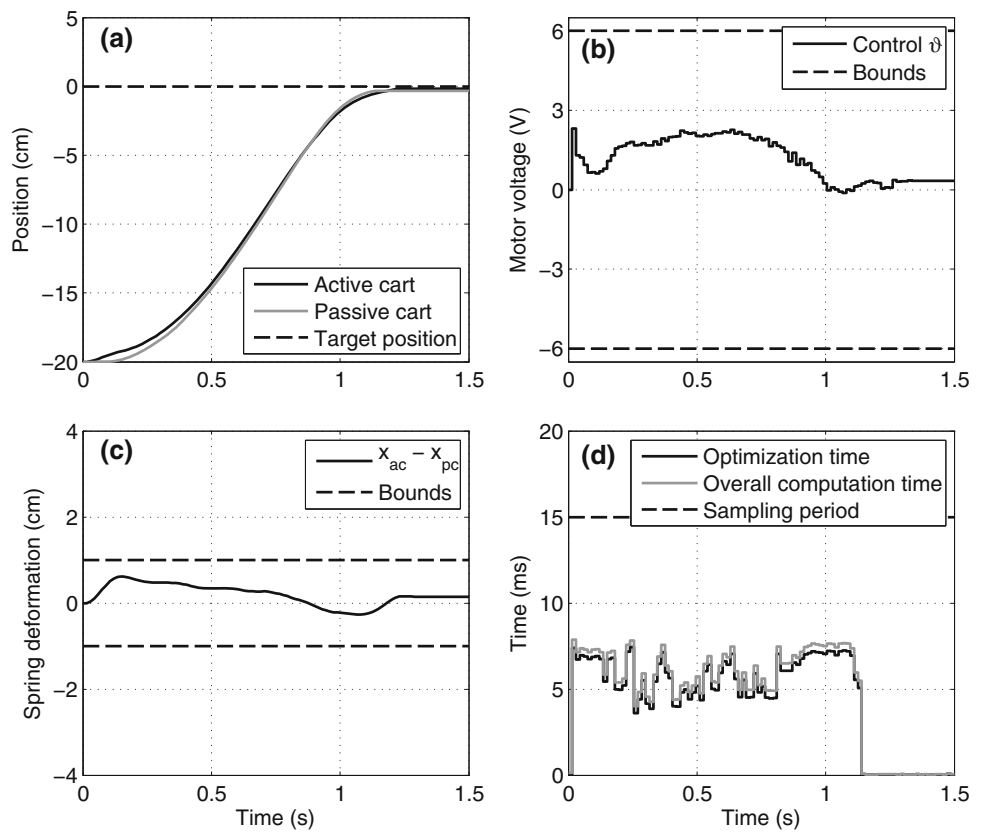 (a)
Position (cm)
5
0
−5
−10
−15
−20
0
0.5
1
1.5
Active cart
Passive cart
Target position
(b)
Motor voltage (V)
6
3
0
−3
−6
0
0.5
1
1.5
Control ϑ
Bounds
(c)
Spring deformation (cm)
4
2
0
−2
−4
0
0.5
1
1.5
Time (s)
x_ac − x_pc
Bounds
(d)
Time (ms)
20
15
10
5
0
0
0.5
1
1.5
Time (s)
Optimization time
Overall computation time
Sampling period